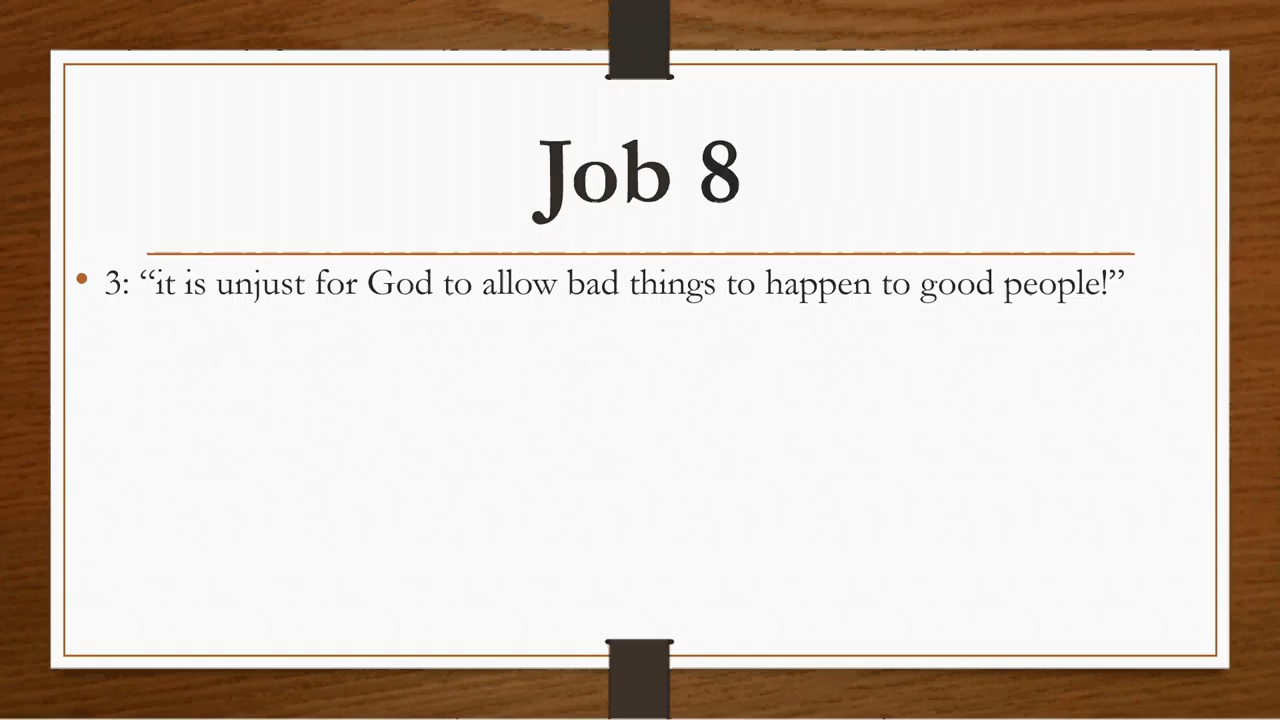 Job 8
• 3: “it is unjust for God to allow bad things to happen to good people!”